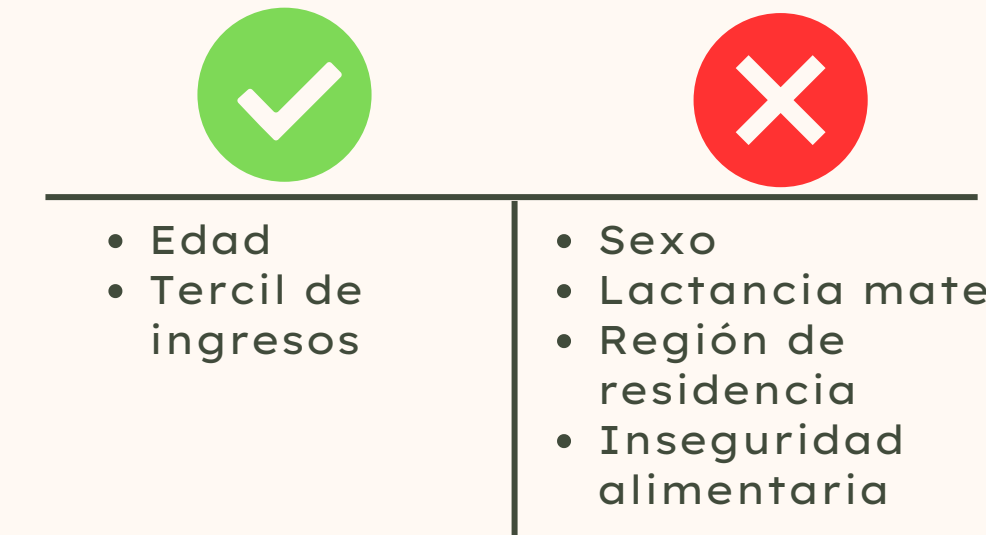 Edad
Tercil de
ingresos
Sexo
Lactancia mate
Región de
residencia
Inseguridad
alimentaria